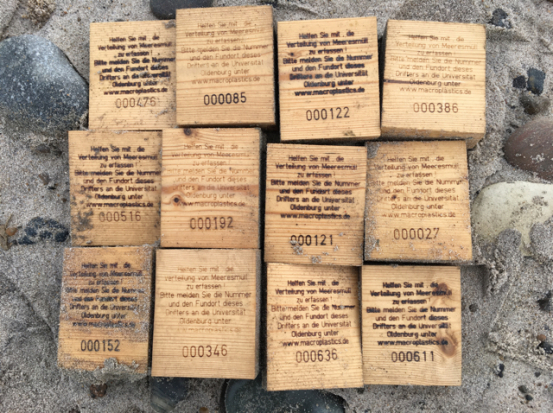 Helfen Sie mit , die
Verteilung von Meeresmüll
zu erfassen !
Bitte melden Sie die Nummer
und den Fundort dieses
Drifters an die Universität
Oldenburg unter
www.macroplastics.de
000476
Helfen Sie mit , die
Verteilung von Meeresmüll
zu erfassen !
Bitte melden Sie die Nummer
und den Fundort dieses
Drifters an die Universität
Oldenburg unter
www.macroplastics.de
000085
Helfen Sie mit , die
Verteilung von Meeresmüll
zu erfassen !
Bitte melden Sie die Nummer
und den Fundort dieses
Drifters an die Universität
Oldenburg unter
www.macroplastics.de
000122
Helfen Sie mit , die
Verteilung von Meeresmüll
zu erfassen !
Bitte melden Sie die Nummer
und den Fundort dieses
Drifters an die Universität
Oldenburg unter
www.macroplastics.de
000386
Helfen Sie mit , die
Verteilung von Meeresmüll
zu erfassen !
Bitte melden Sie die Nummer
und den Fundort dieses
Drifters an die Universität
Oldenburg unter
www.macroplastics.de
000516
Helfen Sie mit , die
Verteilung von Meeresmüll
zu erfassen !
Bitte melden Sie die Nummer
und den Fundort dieses
Drifters an die Universität
Oldenburg unter
www.macroplastics.de
000192
Helfen Sie mit , die
Verteilung von Meeresmüll
zu erfassen !
Bitte melden Sie die Nummer
und den Fundort dieses
Drifters an die Universität
Oldenburg unter
www.macroplastics.de
000121
Helfen Sie mit , die
Verteilung von Meeresmüll
zu erfassen !
Bitte melden Sie die Nummer
und den Fundort dieses
Drifters an die Universität
Oldenburg unter
www.macroplastics.de
000027
Helfen Sie mit , die
Verteilung von Meeresmüll
zu erfassen !
Bitte melden Sie die Nummer
und den Fundort dieses
Drifters an die Universität
Oldenburg unter
www.macroplastics.de
000152
Helfen Sie mit , die
Verteilung von Meeresmüll
zu erfassen !
Bitte melden Sie die Nummer
und den Fundort dieses
Drifters an die Universität
Oldenburg unter
www.macroplastics.de
000346
Helfen Sie mit , die
Verteilung von Meeresmüll
zu erfassen !
Bitte melden Sie die Nummer
und den Fundort dieses
Drifters an die Universität
Oldenburg unter
www.macroplastics.de
000636
Helfen Sie mit , die
Verteilung von Meeresmüll
zu erfassen !
Bitte melden Sie die Nummer
und den Fundort dieses
Drifters an die Universität
Oldenburg unter
www.macroplastics.de
000611